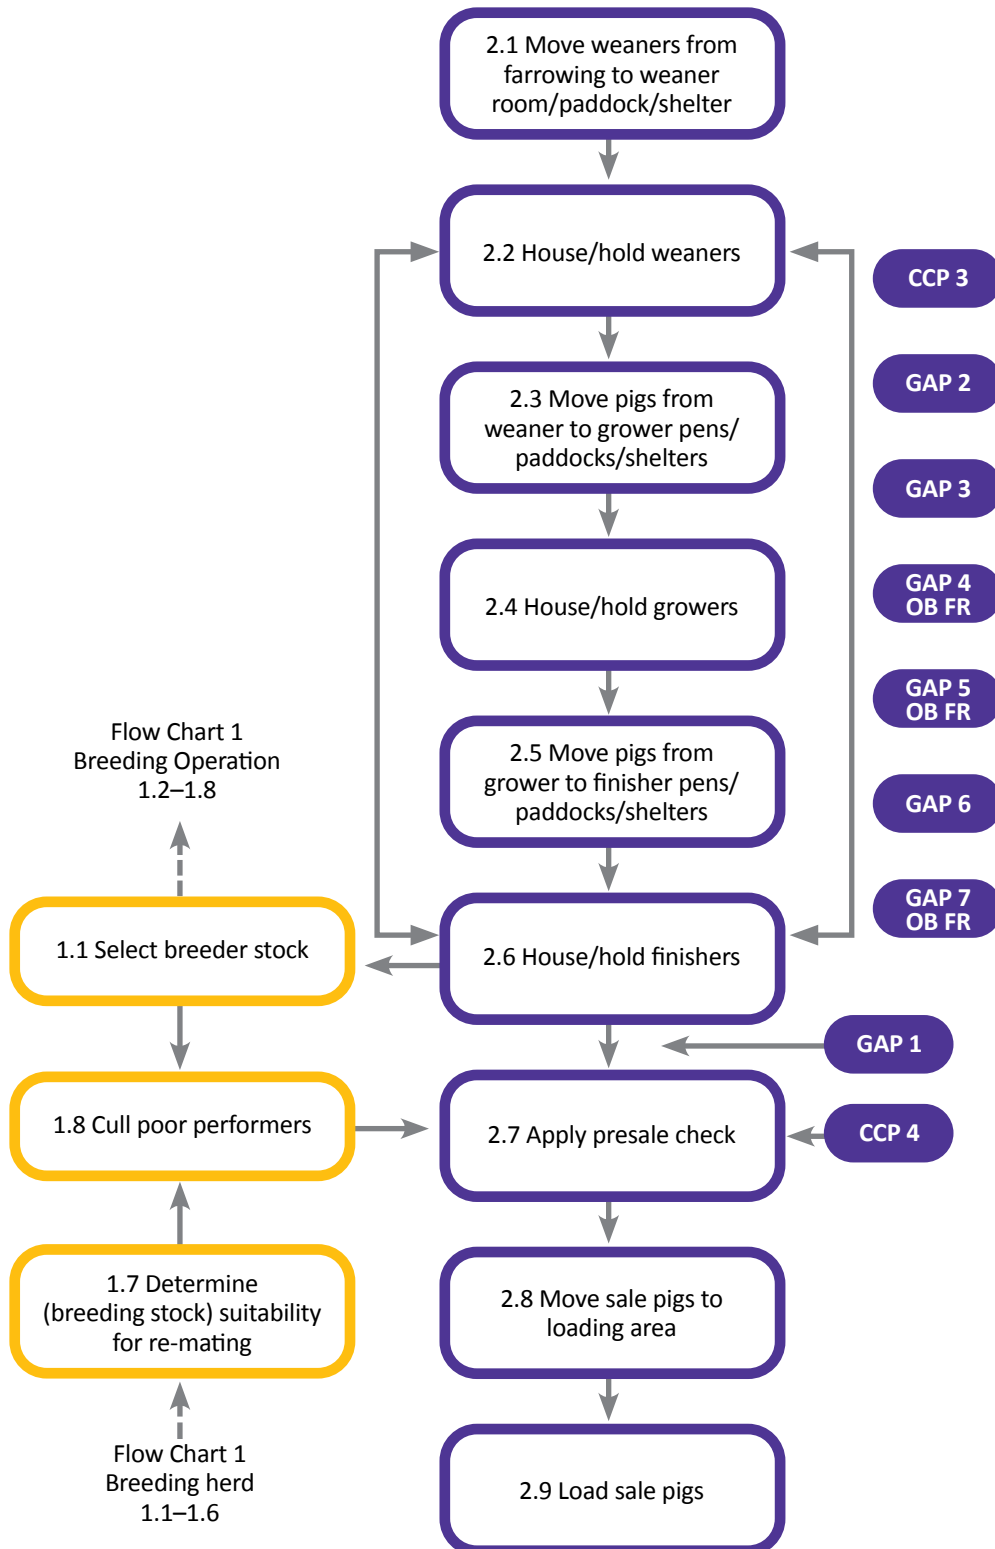 2.1 Move weaners from
farrowing to weaner
room/paddock/shelter
2.2 House/hold weaners
CCP 3
GAP 2
2.3 Move pigs from
weaner to grower pens/
paddocks/shelters
GAP 3
2.4 House/hold growers
GAP 4
OB FR
GAP 5
OB FR
Flow Chart 1
Breeding Operation
1.2–1.8
2.5 Move pigs from
grower to finisher pens/
paddocks/shelters
GAP 6
GAP 7
OB FR
1.1 Select breeder stock
2.6 House/hold finishers
GAP 1
1.8 Cull poor performers
2.7 Apply presale check
CCP 4
1.7 Determine
(breeding stock) suitability
for re-mating
2.8 Move sale pigs to
loading area
Flow Chart 1
Breeding herd
1.1–1.6
2.9 Load sale pigs